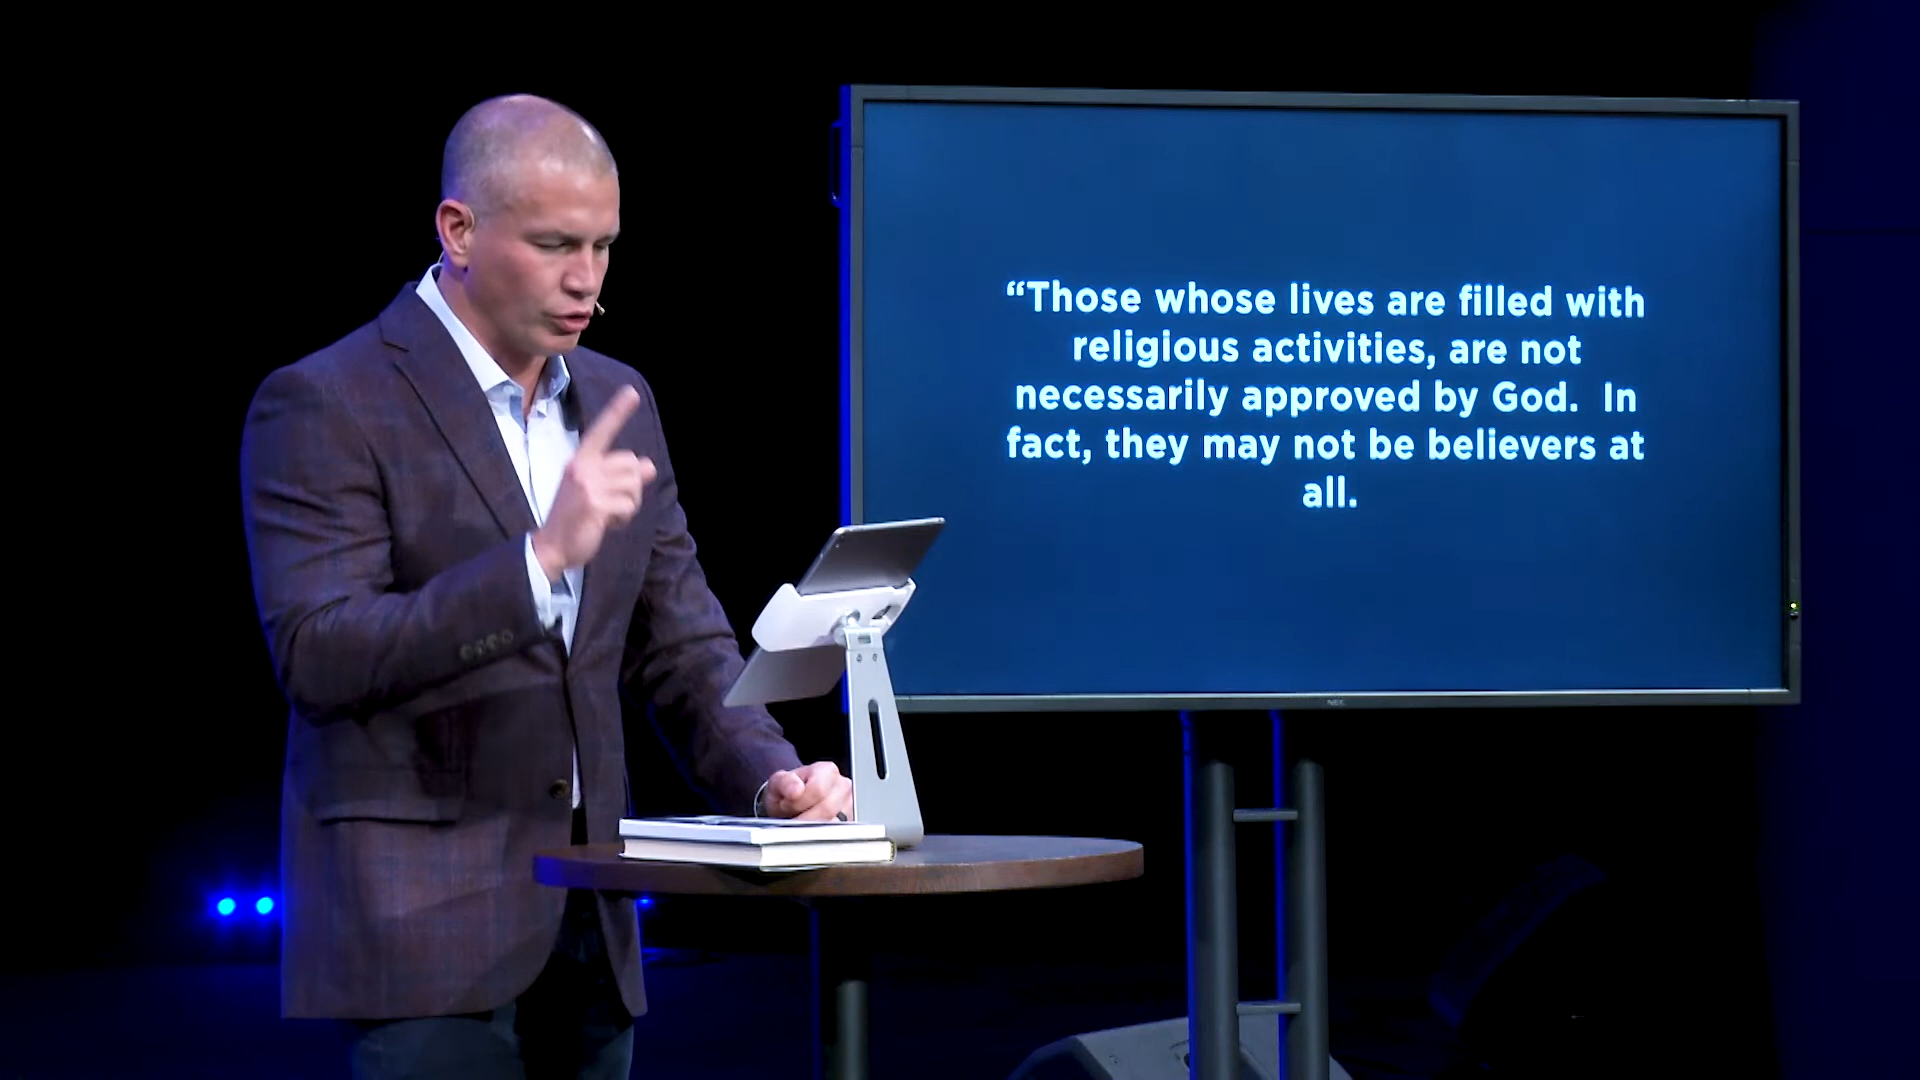 “Those whose lives are filled with
religious activities, are not
necessarily approved by God.  In
fact, they may not be believers at
all.
NEC